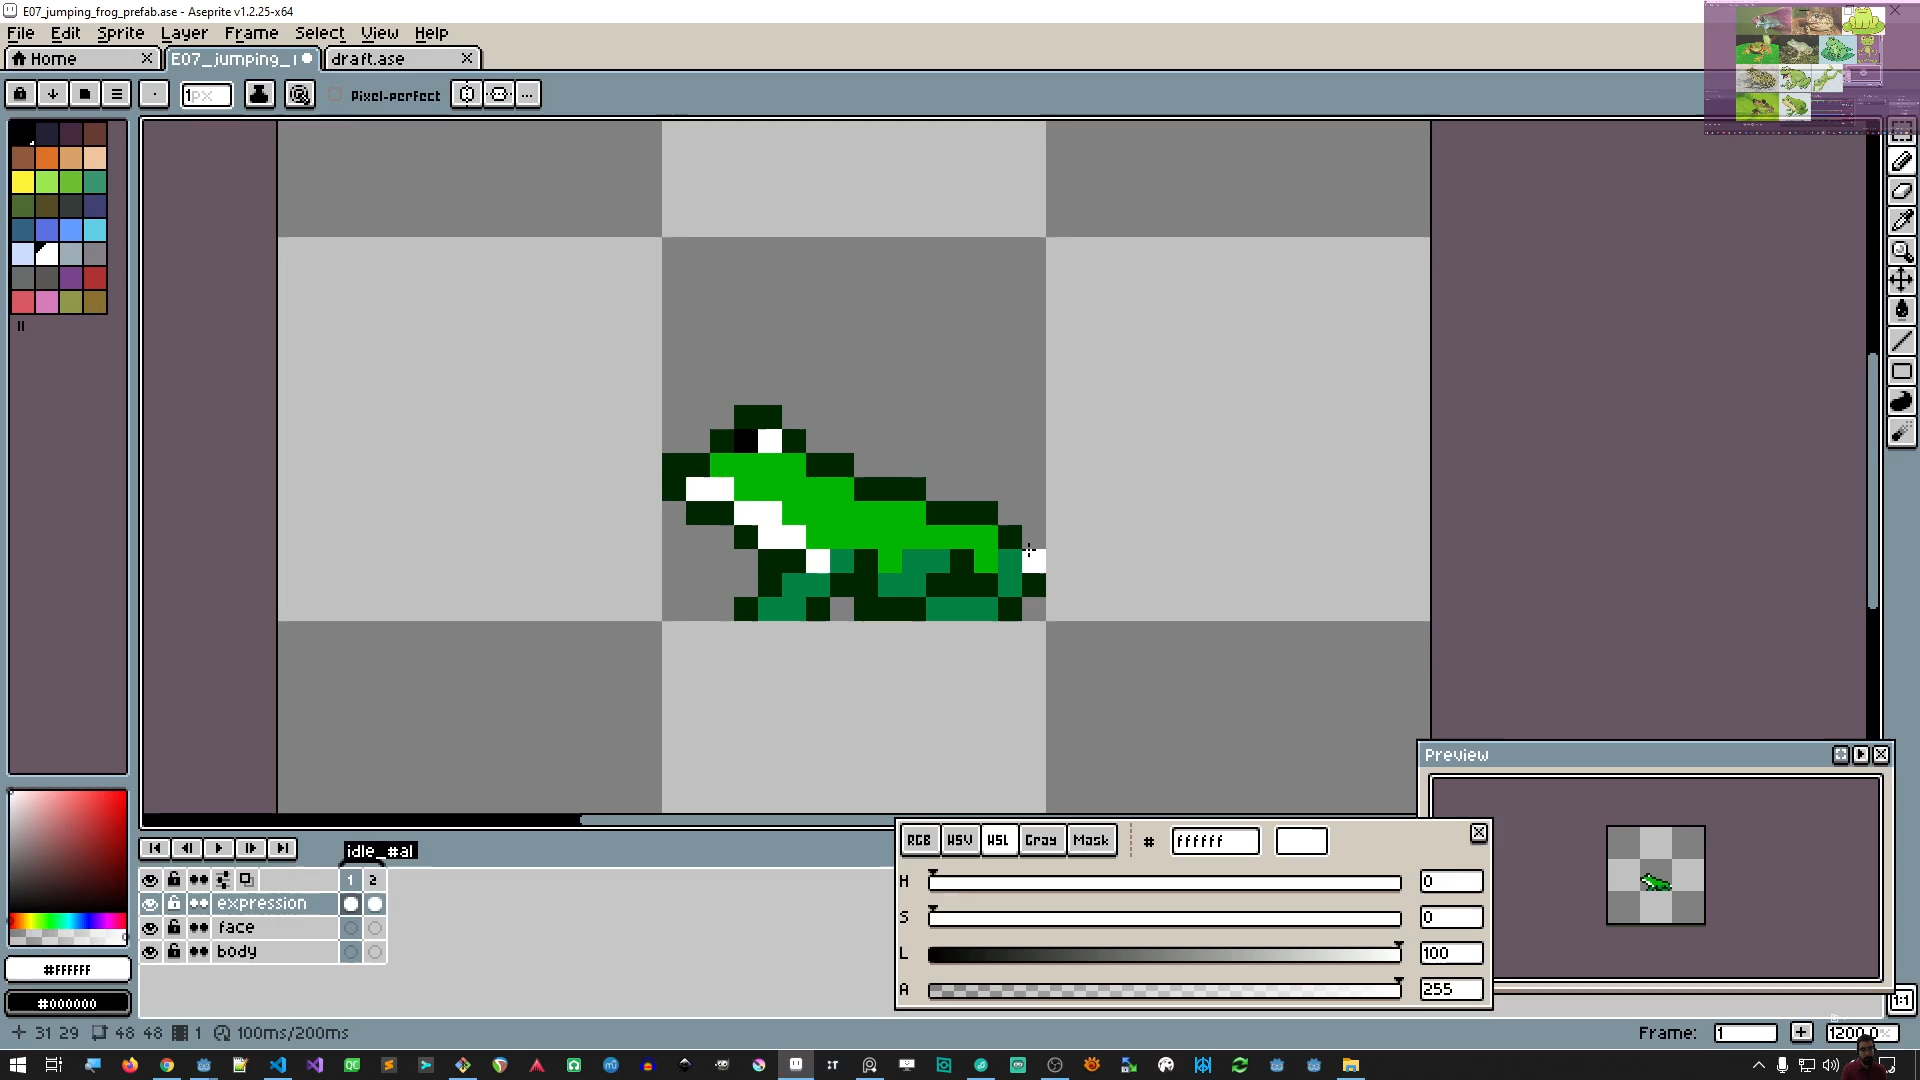 E07_jumping_frog_prefab.ase - Aseprite v1.2.25-x64
File Edit Sprite Layer Frame Select View Help
Home E07_jumping_ draft.ase
1px Pixel-perfect
Preview
idle_#al
1 2
expression
face
body
RGB HSV HSL Gray Mask # ffffff
H 0
S 0
L 100
A 255
#ffffff
#000000
1:1
31 29 48 48 1 100ms/200ms
Frame: 1 1200.0%